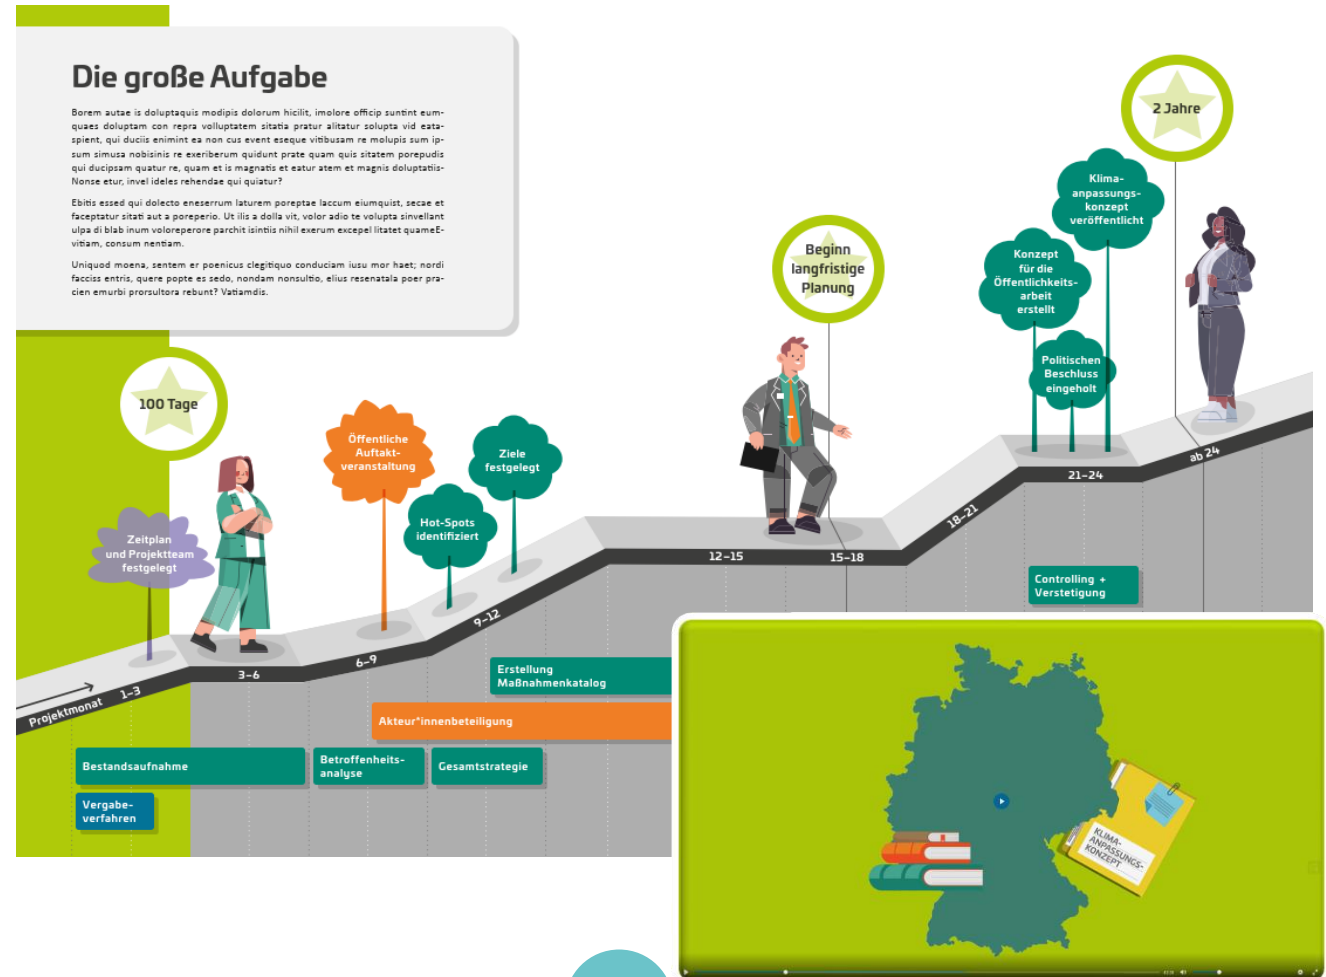 Die große Aufgabe
Borem autae is doluptaquis modipis dolorum hicilit, imolore officip suntint eum-
quaes doluptam con repra volluptatem sitatia pratur alitatur solupta vid eata-
spient, qui duciis enimint ea non cus event eseque vitibusam re molupis sum ip-
sum simusa nobisinis re exeriberum quidunt prate quam quis sitatem porepudis
qui ducipsam quatur re, quam et is magnatis et eatur atem et magnis doluptatiis-
Nonse etur, invel ideles rehendae qui quiatur?
Ebitis essed qui dolecto eneserrum laturem poreptae laccum eiumquist, secae et
faceptatur sitati aut a poreperio. Ut ilis a dolla vit, volor adio te volupta sinvellant
ulpa di blab inum voloreperore parchit isintiis nihil exerum excepel litatet quameE-
vitiam, consum nentiam.
Uniquod moena, sentem er poenicus clegitiquo conduciam iusu mor haet; nordi
facciss entris, quere popte es sedo, nondam nonsultio, elius resenatala poer pra-
cien emurbi prorsultora rebunt? Vatiamdis.
2 Jahre
Klima-
anpassungs-
konzept
veröffentlicht
Beginn
langfristige
Planung
Konzept
für die
Öffentlichkeits-
arbeit
erstellt
Politischen
Beschluss
eingeholt
100 Tage
Öffentliche
Auftakt-
veranstaltung
Ziele
festgelegt
Hot-Spots
identifiziert
Zeitplan
und Projektteam
festgelegt
Projektmonat
1–3
3–6
6–9
9–12
12–15
15–18
18–21
21–24
ab 24
Controlling +
Verstetigung
Erstellung
Maßnahmenkatalog
Akteur*innenbeteiligung
Bestandsaufnahme
Betroffenheits-
analyse
Gesamtstrategie
Vergabe-
verfahren
KLIMA-
ANPASSUNGS-
KONZEPT